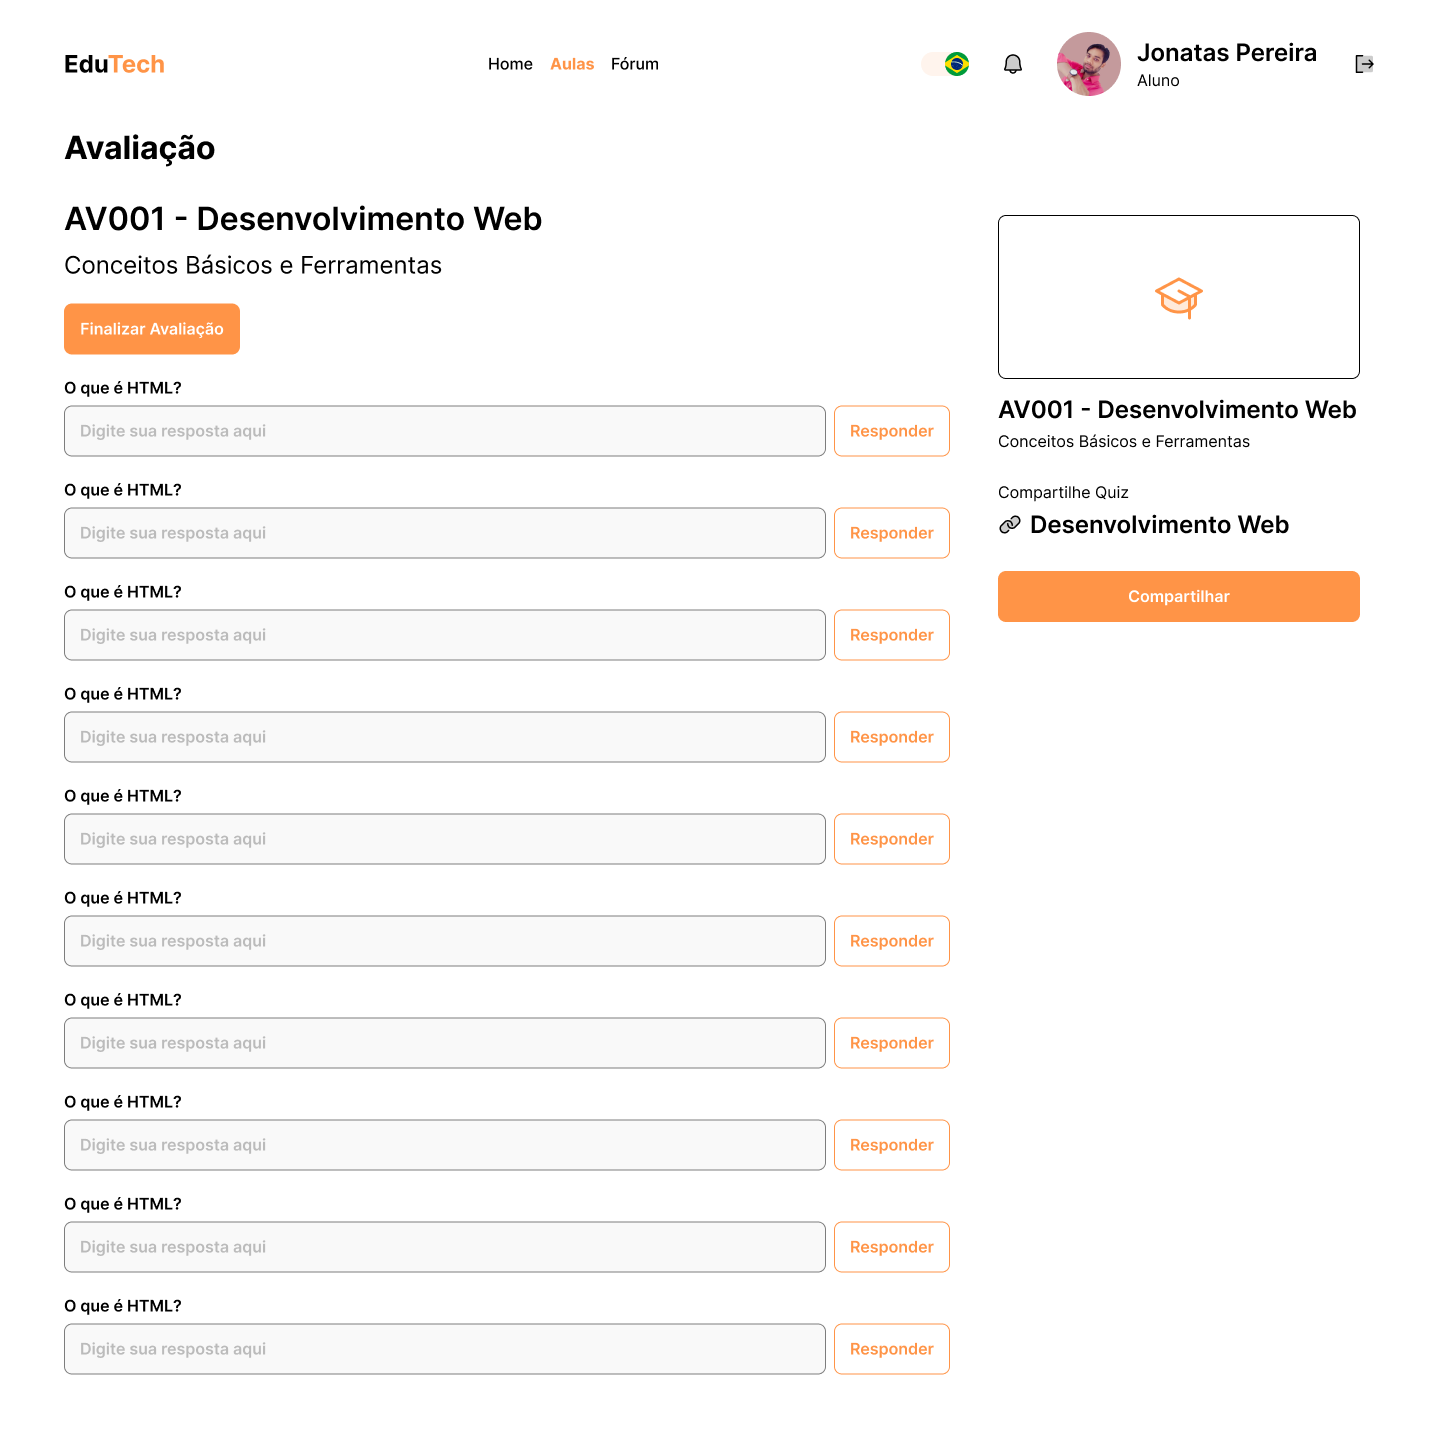 EduTech
Home Aulas Fórum
Jonatas Pereira
Aluno
Avaliação
AV001 - Desenvolvimento Web
Conceitos Básicos e Ferramentas
Finalizar Avaliação
O que é HTML?
Digite sua resposta aqui Responder
O que é HTML?
Digite sua resposta aqui Responder
O que é HTML?
Digite sua resposta aqui Responder
O que é HTML?
Digite sua resposta aqui Responder
O que é HTML?
Digite sua resposta aqui Responder
O que é HTML?
Digite sua resposta aqui Responder
O que é HTML?
Digite sua resposta aqui Responder
O que é HTML?
Digite sua resposta aqui Responder
O que é HTML?
Digite sua resposta aqui Responder
O que é HTML?
Digite sua resposta aqui Responder
AV001 - Desenvolvimento Web
Conceitos Básicos e Ferramentas
Compartilhe Quiz
Desenvolvimento Web
Compartilhar